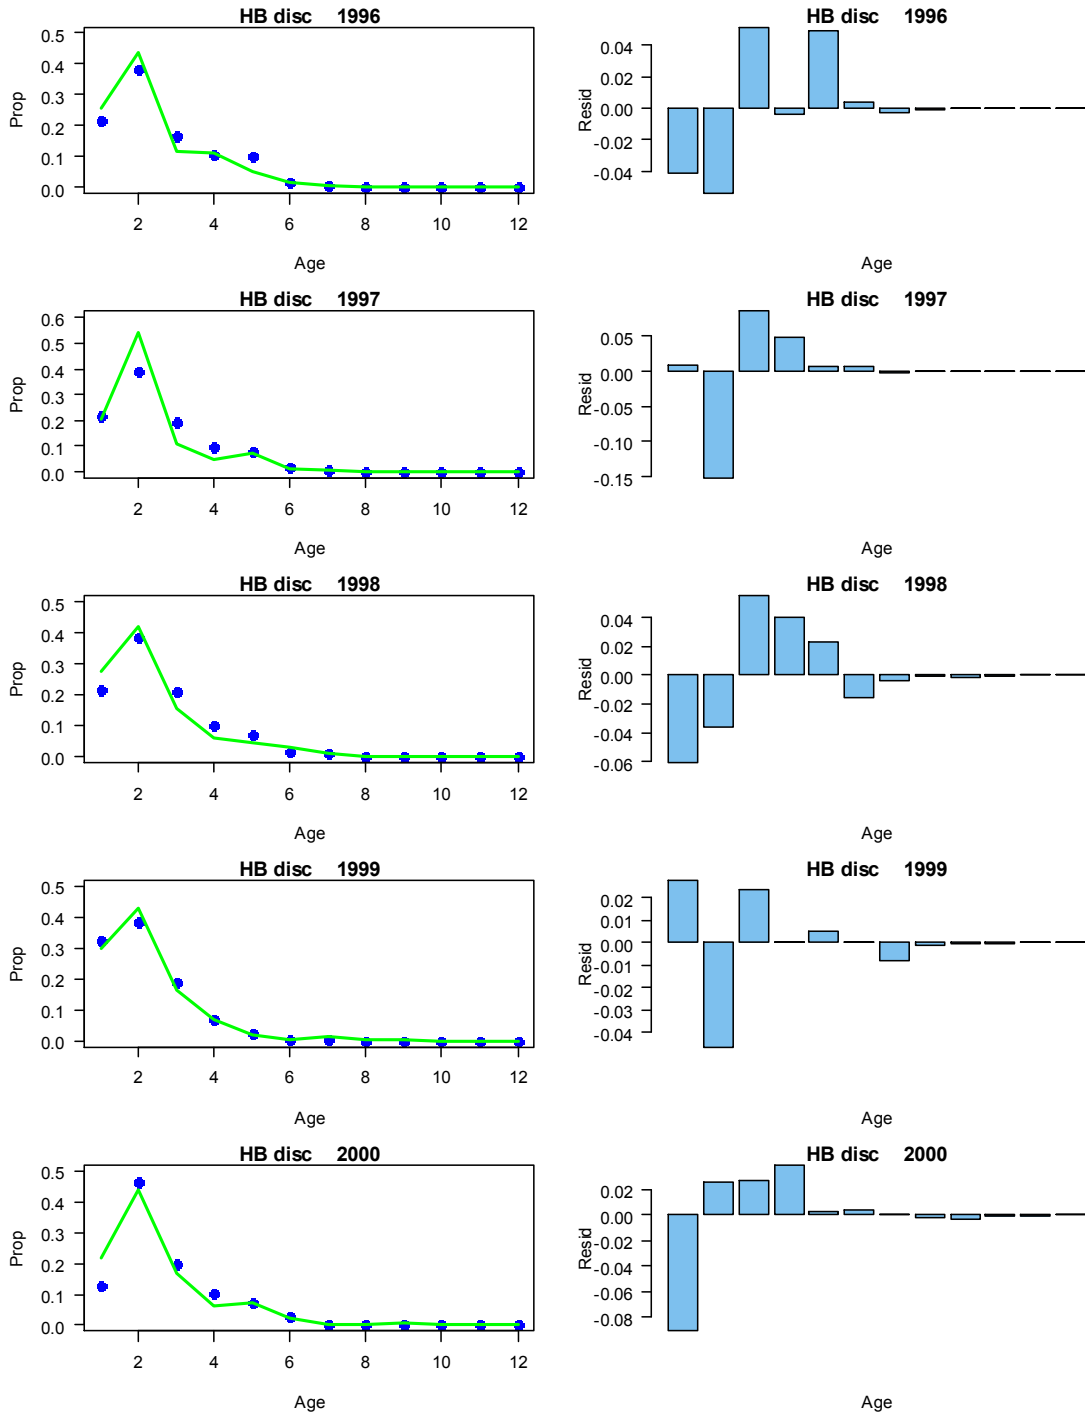 HB disc 1996
0.5
0.4
0.3
0.2
0.1
0.0
Prop
2 4 6 8 10 12
Age
HB disc 1996
0.04
0.02
0.00
-0.04
Resid
Age
HB disc 1997
0.6
0.5
0.4
0.3
0.2
0.1
0.0
Prop
2 4 6 8 10 12
Age
HB disc 1997
0.05
0.00
-0.05
-0.10
-0.15
Resid
Age
HB disc 1998
0.5
0.4
0.3
0.2
0.1
0.0
Prop
2 4 6 8 10 12
Age
HB disc 1998
0.04
0.02
0.00
-0.02
-0.04
-0.06
Resid
Age
HB disc 1999
0.5
0.4
0.3
0.2
0.1
0.0
Prop
2 4 6 8 10 12
Age
HB disc 1999
0.02
0.01
0.00
-0.01
-0.02
-0.03
-0.04
Resid
Age
HB disc 2000
0.5
0.4
0.3
0.2
0.1
0.0
Prop
2 4 6 8 10 12
Age
HB disc 2000
0.02
0.00
-0.02
-0.04
-0.06
-0.08
Resid
Age